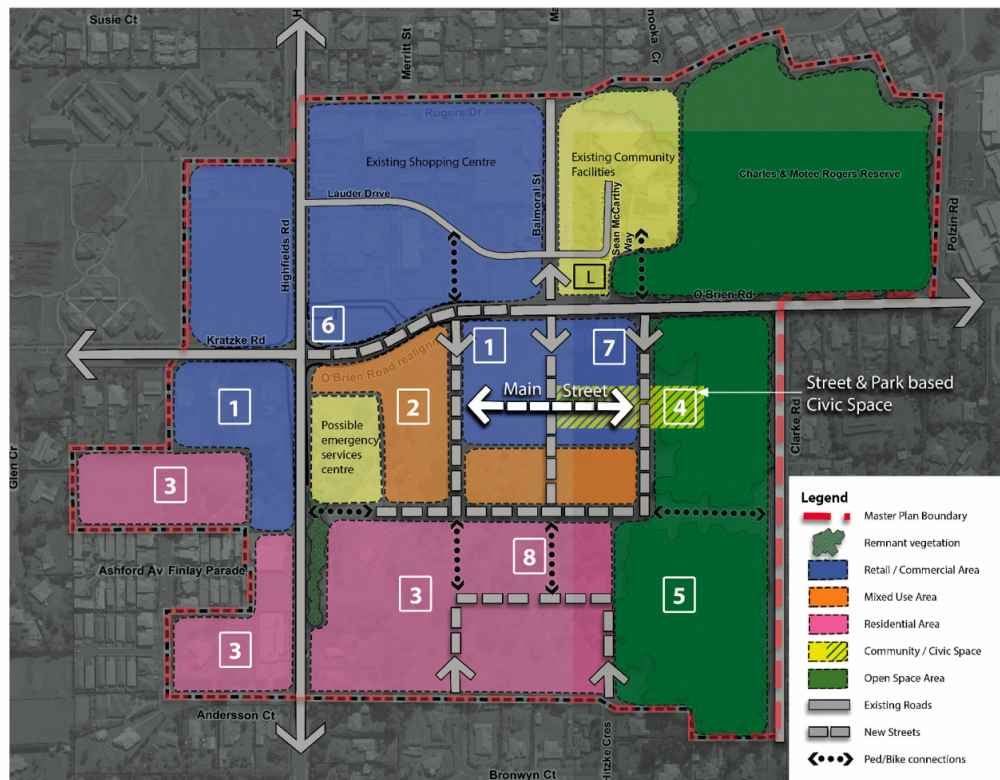 Susie Ct
H
Merritt St
Ma
nooka Cr
Rogers Dr
Existing Shopping Centre
Existing Community
Facilities
Charles & Motee Rogers Reserve
Lauder Drive
Balmoral St
Sean McCarthy
Way
Polzin Rd
Highfields Rd
L
O'Brien Rd
6
Kratzke Rd
O'Brien Road realign
1
7
1
2
Main Street
4
Street & Park based
Civic Space
Possible
emergency
services
centre
Clarke Rd
Glen Cr
3
Ashford Av Finlay Parade
3
8
5
3
Andersson Ct
Bronwyn Ct
Hitzke Cres
Legend
Master Plan Boundary
Remnant vegetation
Retail / Commercial Area
Mixed Use Area
Residential Area
Community / Civic Space
Open Space Area
Existing Roads
New Streets
Ped/Bike connections